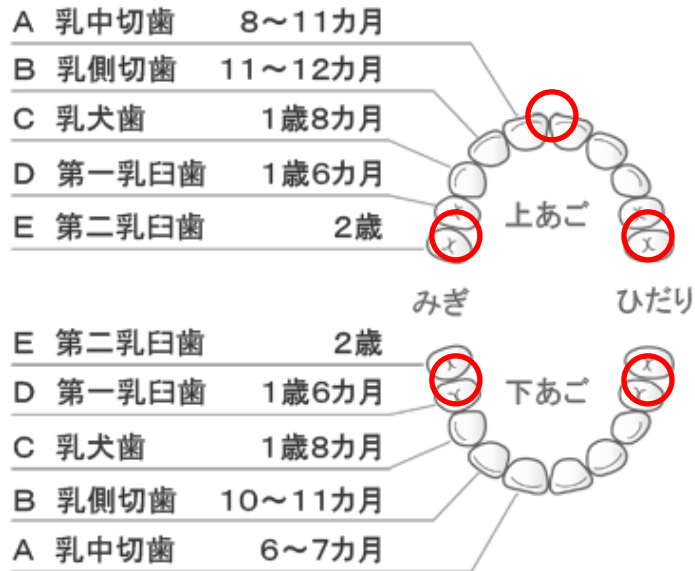 A 乳中切歯 8～11カ月
B 乳側切歯 11～12カ月
C 乳犬歯 1歳8カ月
D 第一乳臼歯 1歳6カ月
E 第二乳臼歯 2歳
上あご
みぎ ひだり
E 第二乳臼歯 2歳
D 第一乳臼歯 1歳6カ月
下あご
C 乳犬歯 1歳8カ月
B 乳側切歯 10～11カ月
A 乳中切歯 6～7カ月